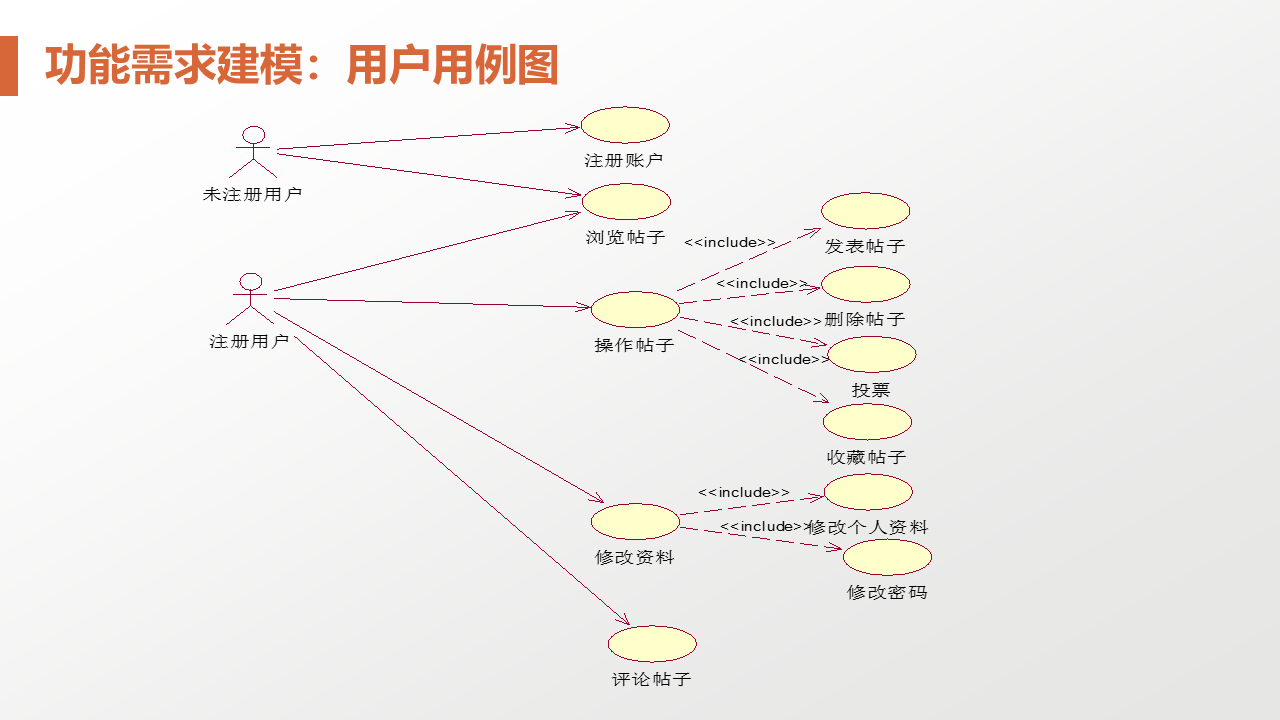 功能需求建模：用户用例图
未注册用户
注册账户
浏览帖子
注册用户
操作帖子
<<include>>
发表帖子
<<include>>
删除帖子
<<include>>
投票
<<include>>
收藏帖子
修改资料
<<include>>
修改个人资料
<<include>>
修改密码
评论帖子